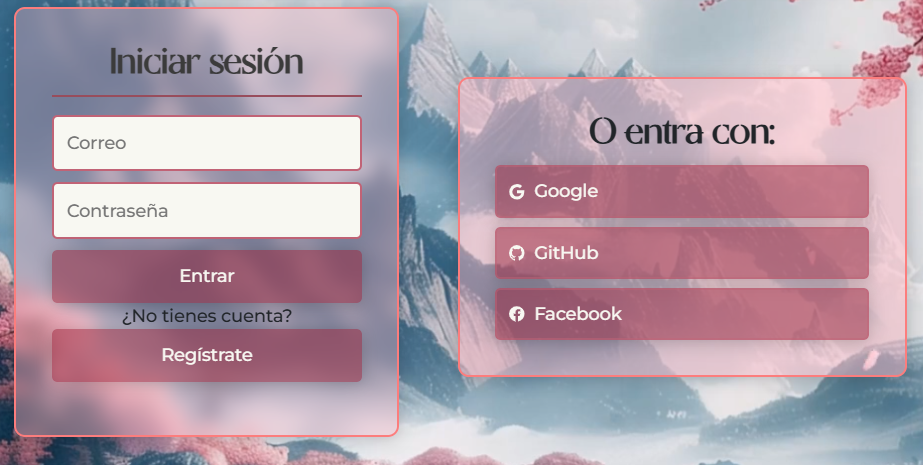 Iniciar sesión
Correo
Contraseña
Entrar
¿No tienes cuenta?
Regístrate
O entra con:
Google
GitHub
Facebook